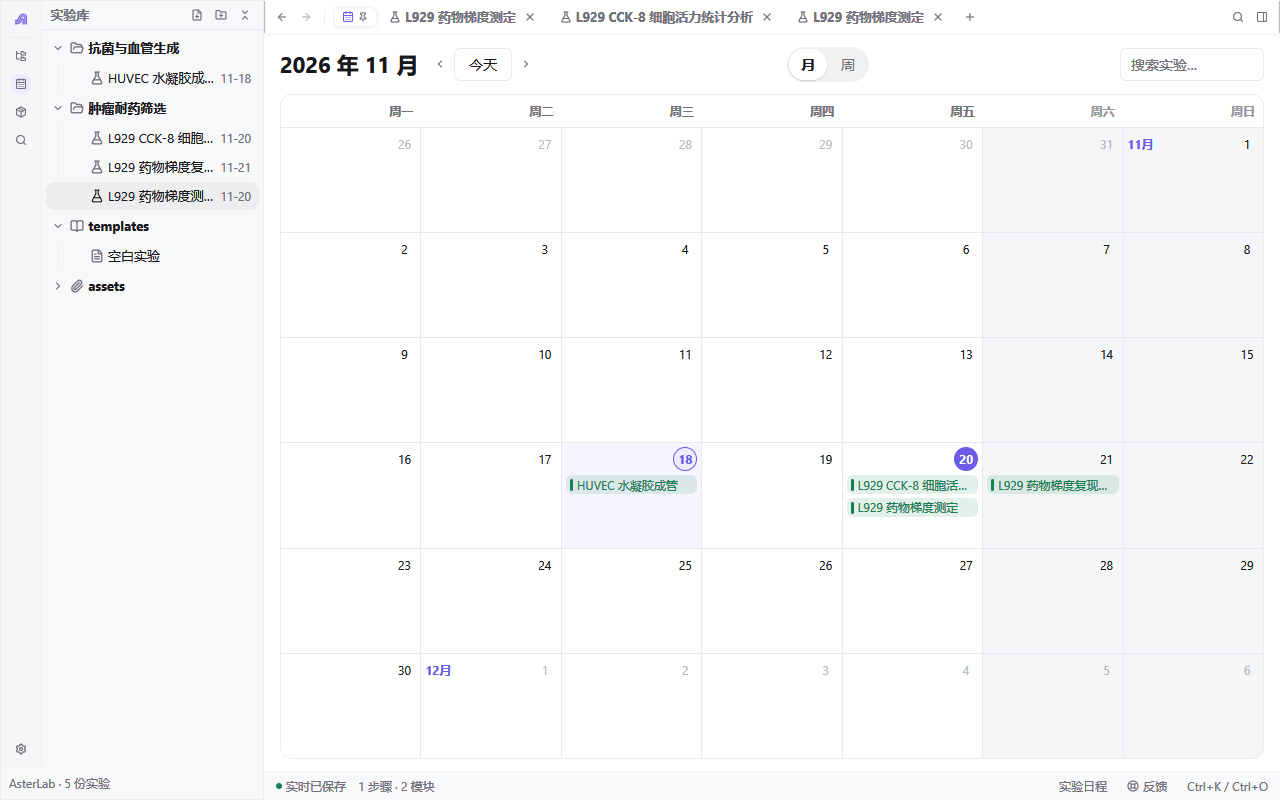 实验库
抗菌与血管生成
HUVEC 水凝胶成... 11-18
肿瘤耐药筛选
L929 CCK-8 细胞... 11-20
L929 药物梯度复... 11-21
L929 药物梯度测... 11-20
templates
空白实验
assets
AsterLab · 5 份实验
L929 药物梯度测定
L929 CCK-8 细胞活力统计分析
L929 药物梯度测定
2026 年 11 月
今天
月 周
搜索实验...
周一 周二 周三 周四 周五 周六 周日
26 27 28 29 30 31 11月 1
2 3 4 5 6 7 8
9 10 11 12 13 14 15
16 17 18 19 20 21 22
HUVEC 水凝胶成管 L929 CCK-8 细胞活... L929 药物梯度复现...
L929 药物梯度测定
23 24 25 26 27 28 29
30 12月 1 2 3 4 5 6
实时已保存 1 步骤 · 2 模块
实验日程 反馈 Ctrl+K / Ctrl+O